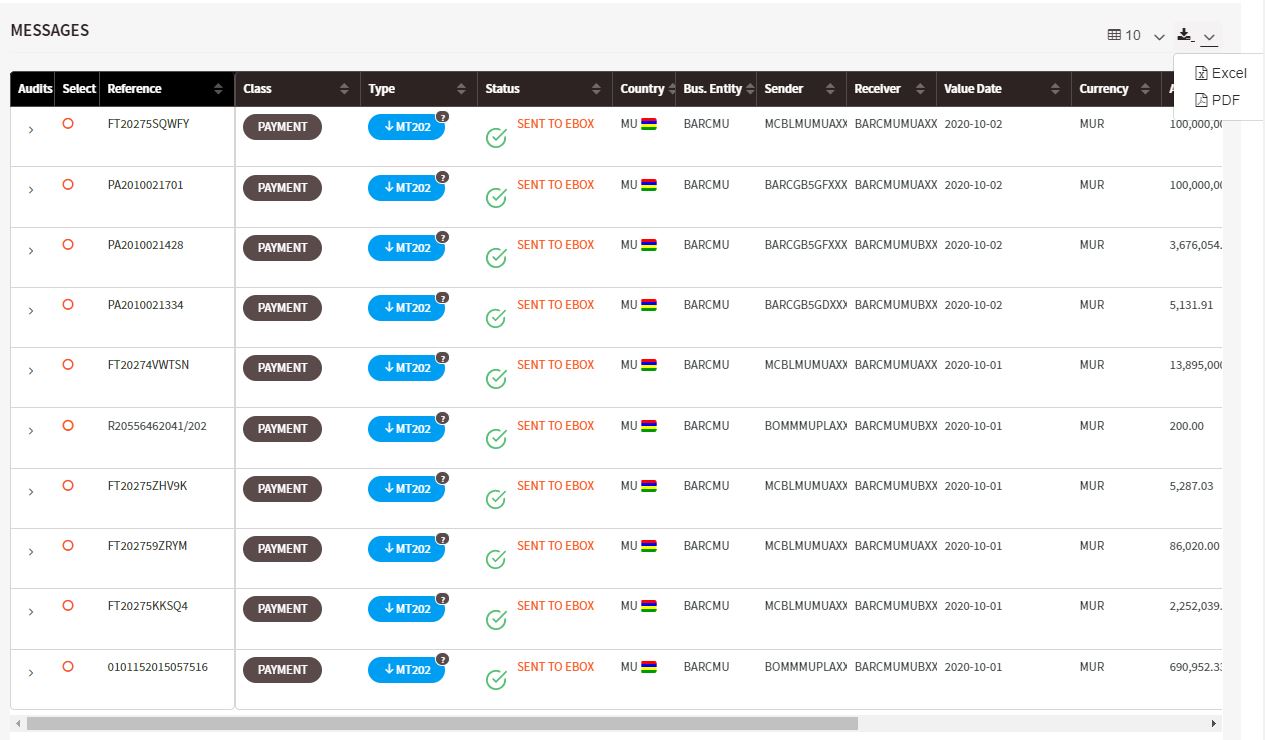 MESSAGES
10
Excel
PDF
Audits Select Reference Class Type Status Country Bus. Entity Sender Receiver Value Date Currency
FT20275SQWFY PAYMENT MT202 ? SENT TO EBOX MU BARCMU MCBLMUMUAXX BARCMUMUAXX 2020-10-02 MUR 100,000,00
PA2010021701 PAYMENT MT202 ? SENT TO EBOX MU BARCMU BARCGB5GFXXX BARCMUMUAXX 2020-10-02 MUR 100,000,00
PA2010021428 PAYMENT MT202 ? SENT TO EBOX MU BARCMU BARCGB5GFXXX BARCMUMUBXX 2020-10-02 MUR 3,676,054.
PA2010021334 PAYMENT MT202 ? SENT TO EBOX MU BARCMU BARCGB5GDXXX BARCMUMUBXX 2020-10-02 MUR 5,131.91
FT20274VWTSN PAYMENT MT202 ? SENT TO EBOX MU BARCMU MCBLMUMUAXX BARCMUMUAXX 2020-10-01 MUR 13,895,000
R20556462041/202 PAYMENT MT202 ? SENT TO EBOX MU BARCMU BOMMMUPLAXX BARCMUMUBXX 2020-10-01 MUR 200.00
FT20275ZHV9K PAYMENT MT202 ? SENT TO EBOX MU BARCMU MCBLMUMUAXX BARCMUMUBXX 2020-10-01 MUR 5,287.03
FT202759ZRYM PAYMENT MT202 ? SENT TO EBOX MU BARCMU MCBLMUMUAXX BARCMUMUAXX 2020-10-01 MUR 86,020.00
FT20275KKSQ4 PAYMENT MT202 ? SENT TO EBOX MU BARCMU MCBLMUMUAXX BARCMUMUBXX 2020-10-01 MUR 2,252,039.
0101152015057516 PAYMENT MT202 ? SENT TO EBOX MU BARCMU BOMMMUPLAXX BARCMUMUBXX 2020-10-01 MUR 690,952.33